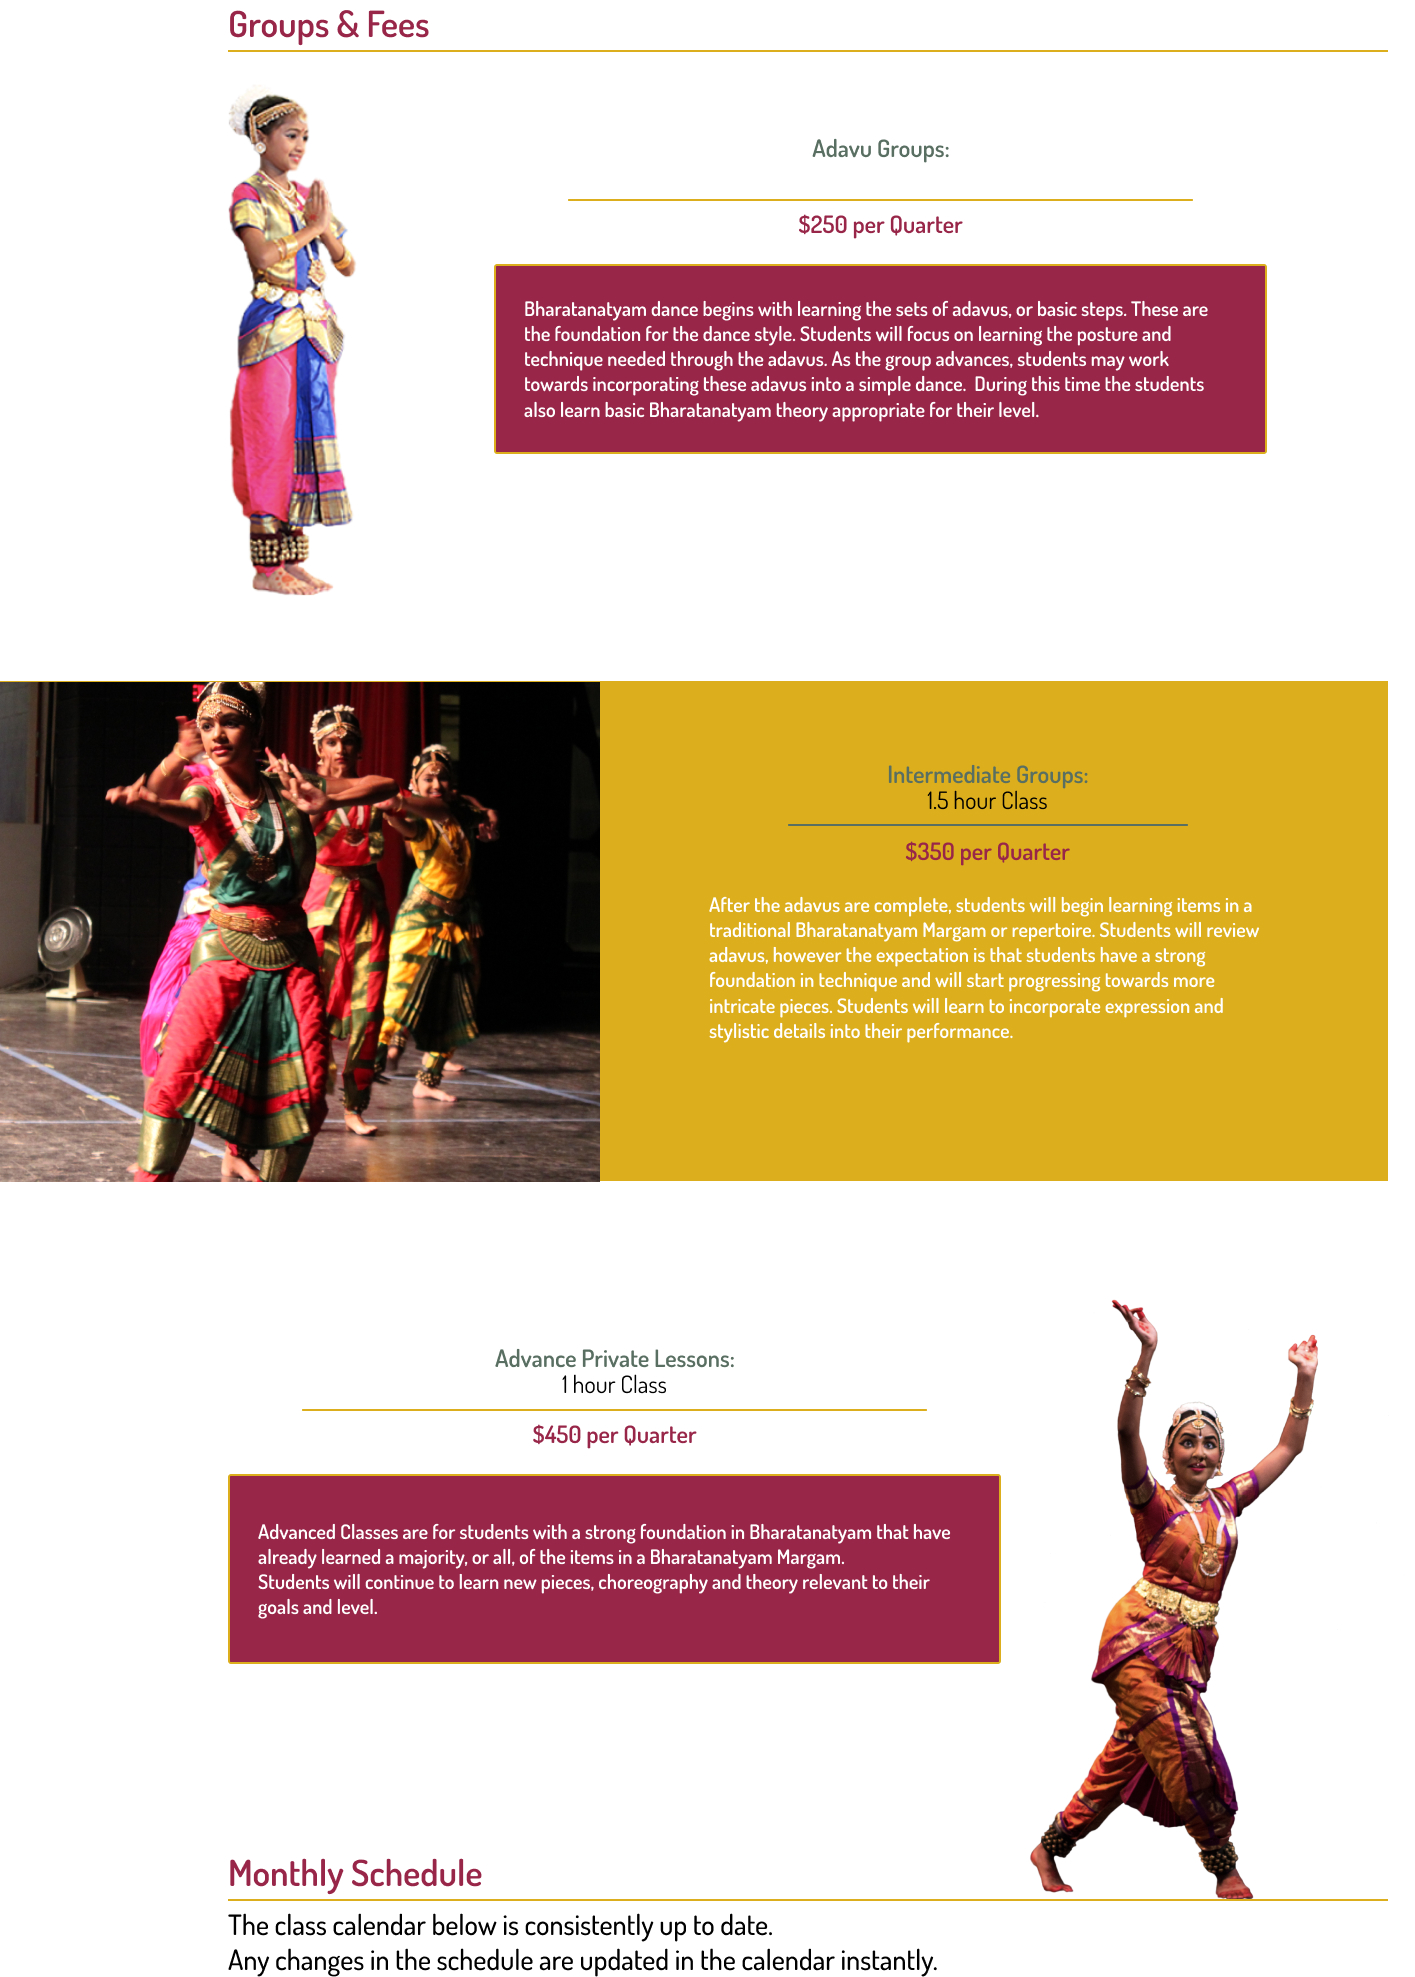 Groups & Fees
Adavu Groups:
$250 per Quarter
Bharatanatyam dance begins with learning the sets of adavus, or basic steps. These are
the foundation for the dance style. Students will focus on learning the posture and
technique needed through the adavus. As the group advances, students may work
towards incorporating these adavus into a simple dance.  During this time the students
also learn basic Bharatanatyam theory appropriate for their level.
Intermediate Groups:
1.5 hour Class
$350 per Quarter
After the adavus are complete, students will begin learning items in a
traditional Bharatanatyam Margam or repertoire. Students will review
adavus, however the expectation is that students have a strong
foundation in technique and will start progressing towards more
intricate pieces. Students will learn to incorporate expression and
stylistic details into their performance.
Advance Private Lessons:
1 hour Class
$450 per Quarter
Advanced Classes are for students with a strong foundation in Bharatanatyam that have
already learned a majority, or all, of the items in a Bharatanatyam Margam.
Students will continue to learn new pieces, choreography and theory relevant to their
goals and level.
Monthly Schedule
The class calendar below is consistently up to date.
Any changes in the schedule are updated in the calendar instantly.